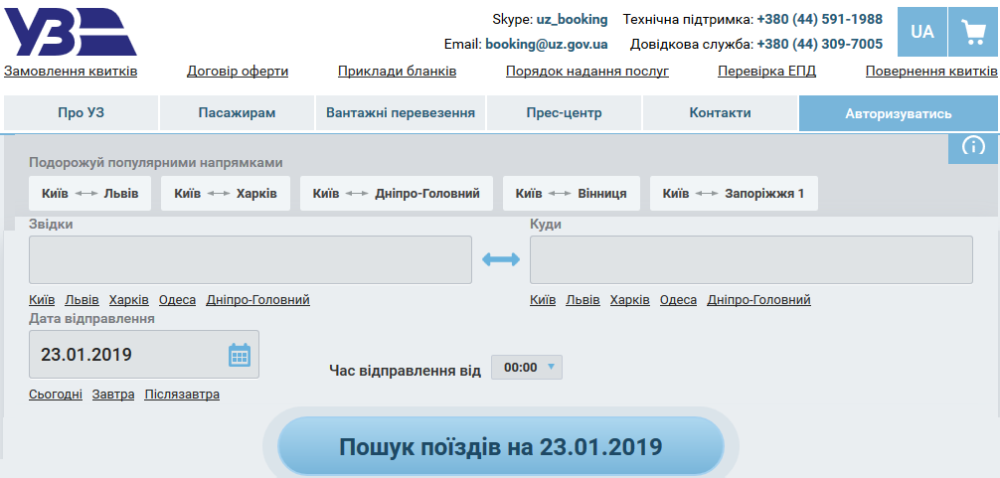 УЗ
Skype: uz_booking Технічна підтримка: +380 (44) 591-1988
Email: booking@uz.gov.ua Довідкова служба: +380 (44) 309-7005
UA
Замовлення квитків Договір оферти Приклади бланків Порядок надання послуг Перевірка ЕПД Повернення квитків
Про УЗ Пасажирам Вантажні перевезення Прес-центр Контакти Авторизуватись
Подорожуй популярними напрямками
Київ ⟷ Львів Київ ⟷ Харків Київ ⟷ Дніпро-Головний Київ ⟷ Вінниця Київ ⟷ Запоріжжя 1
Звідки Куди
Київ Львів Харків Одеса Дніпро-Головний Київ Львів Харків Одеса Дніпро-Головний
Дата відправлення
23.01.2019
Час відправлення від 00:00
Сьогодні Завтра Післязавтра
Пошук поїздів на 23.01.2019